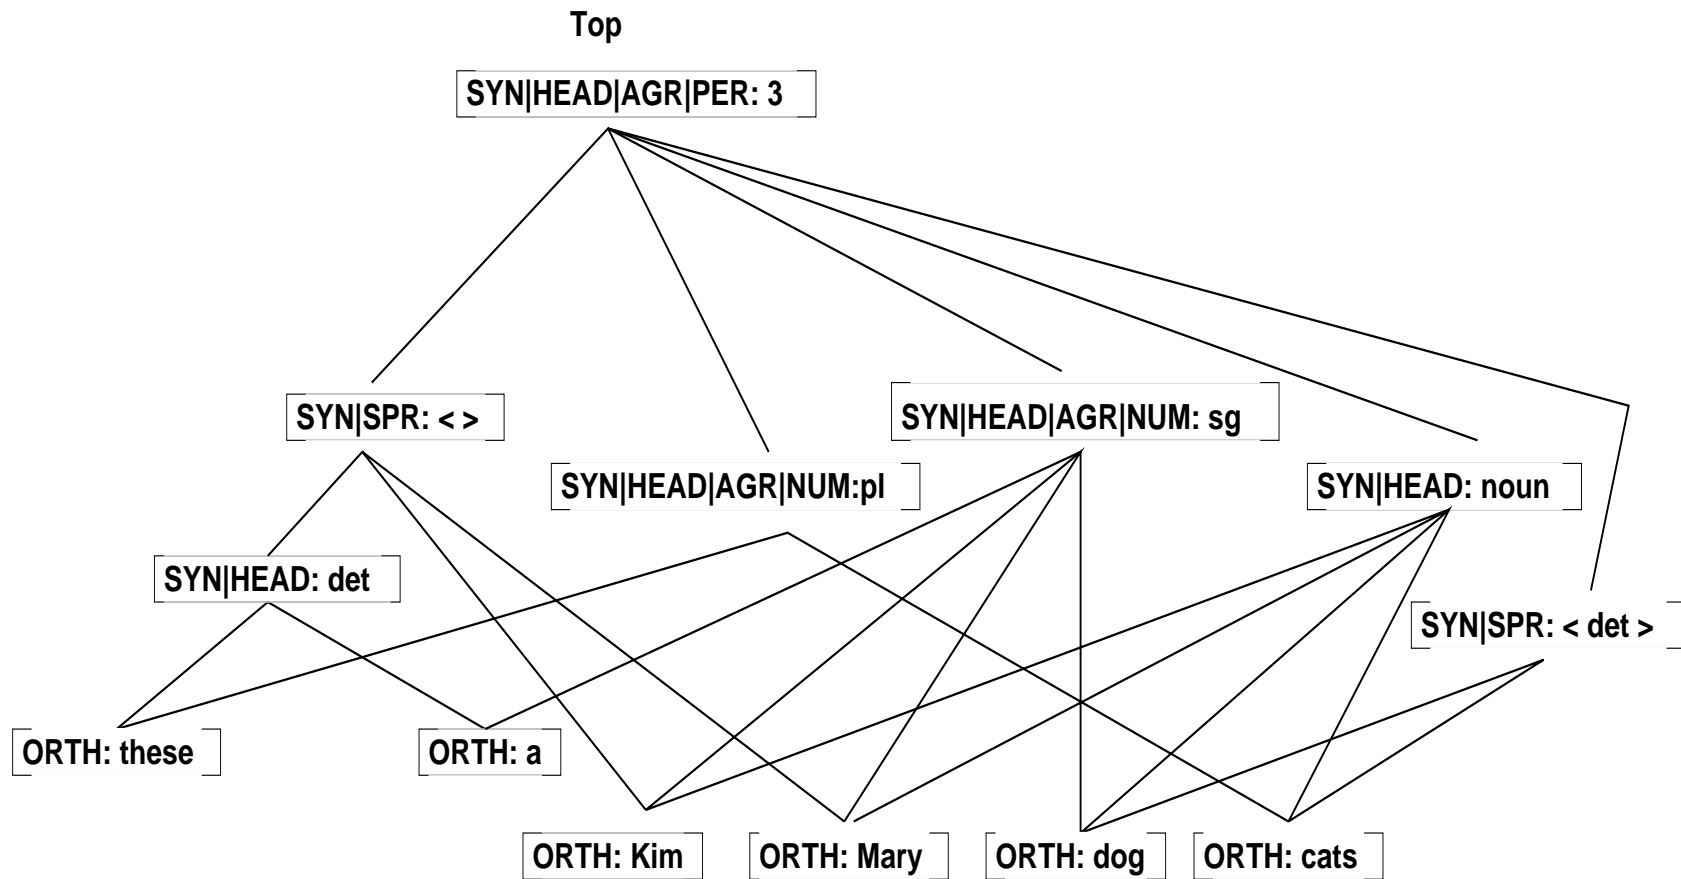 Top
SYN|HEAD|AGR|PER: 3
SYN|SPR: < >
SYN|HEAD|AGR|NUM: sg
SYN|HEAD|AGR|NUM:pl
SYN|HEAD: noun
SYN|HEAD: det
SYN|SPR: < det >
ORTH: these
ORTH: a
ORTH: Kim
ORTH: Mary
ORTH: dog
ORTH: cats